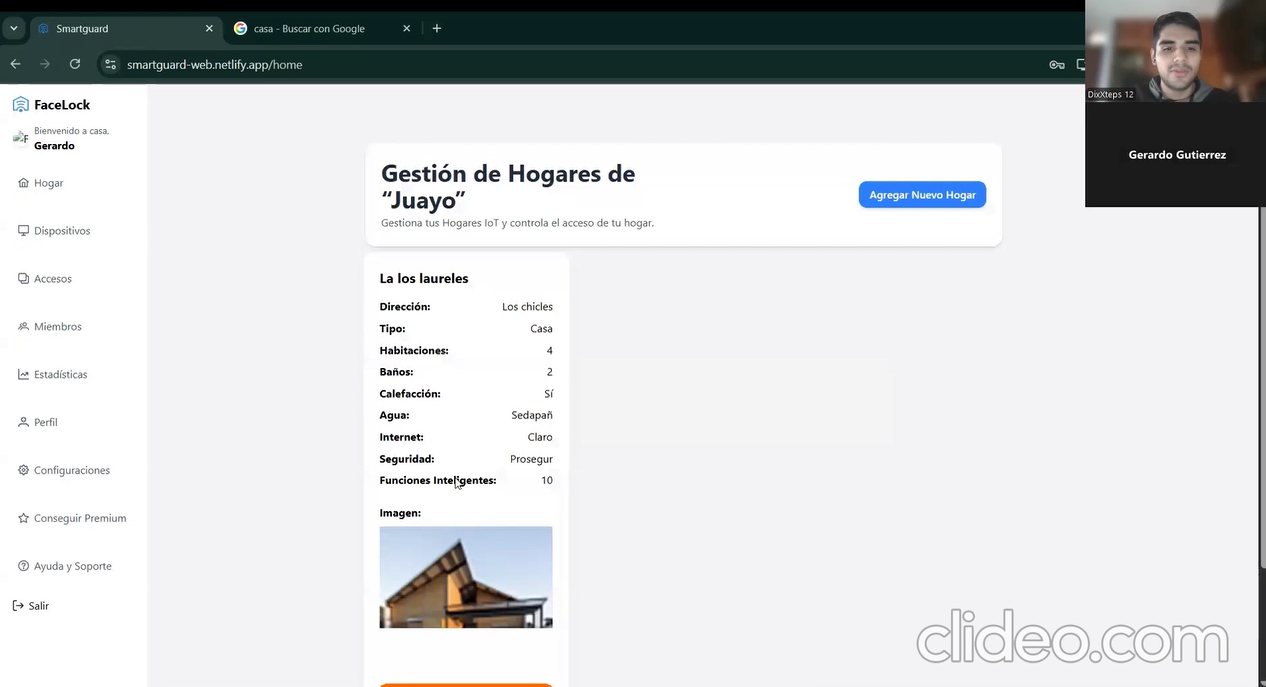 Smartguard
casa - Buscar con Google
smartguard-web.netlify.app/home
DixXteps 12
Gerardo Gutierrez
FaceLock
Bienvenido a casa,
Gerardo
Hogar
Dispositivos
Accesos
Miembros
Estadísticas
Perfil
Configuraciones
Conseguir Premium
Ayuda y Soporte
Salir
Gestión de Hogares de
“Juayo”
Gestiona tus Hogares IoT y controla el acceso de tu hogar.
Agregar Nuevo Hogar
La los laureles
Dirección: Los chicles
Tipo: Casa
Habitaciones: 4
Baños: 2
Calefacción: Sí
Agua: Sedapañ
Internet: Claro
Seguridad: Prosegur
Funciones Inteligentes: 10
Imagen:
clideo.com